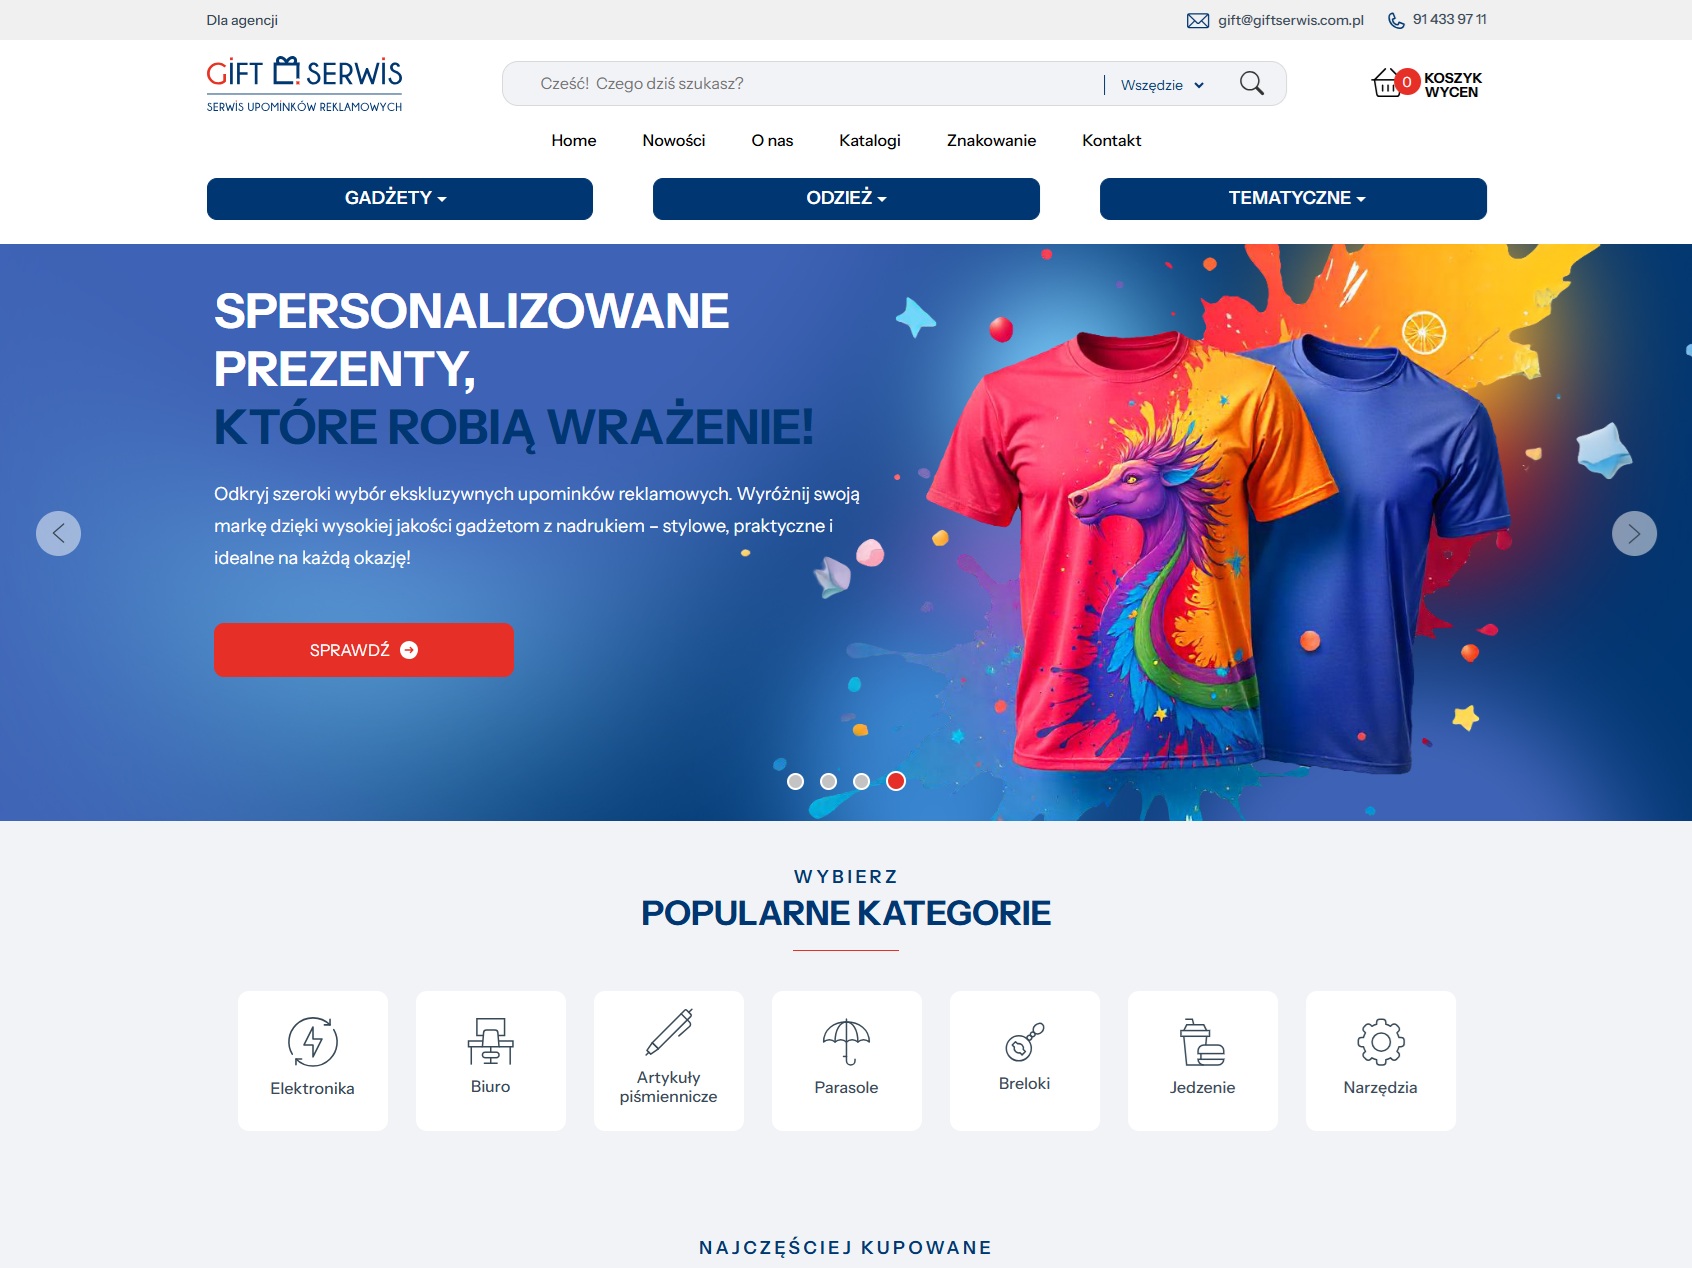 Dla agencji
gift@giftserwis.com.pl
91 433 97 11
GiFT SERWiS
SERWIS UPOMINKÓW REKLAMOWYCH
Cześć! Czego dziś szukasz?
Wszędzie
0
KOSZYK
WYCEN
Home
Nowości
O nas
Katalogi
Znakowanie
Kontakt
GADŻETY
ODZIEŻ
TEMATYCZNE
SPERSONALIZOWANE
PREZENTY,
KTÓRE ROBIĄ WRAŻENIE!
Odkryj szeroki wybór ekskluzywnych upominków reklamowych. Wyróżnij swoją
markę dzięki wysokiej jakości gadżetom z nadrukiem – stylowe, praktyczne i
idealne na każdą okazję!
SPRAWDŹ
WYBIERZ
POPULARNE KATEGORIE
Elektronika
Biuro
Artykuły
piśmiennicze
Parasole
Breloki
Jedzenie
Narzędzia
NAJCZĘŚCIEJ KUPOWANE